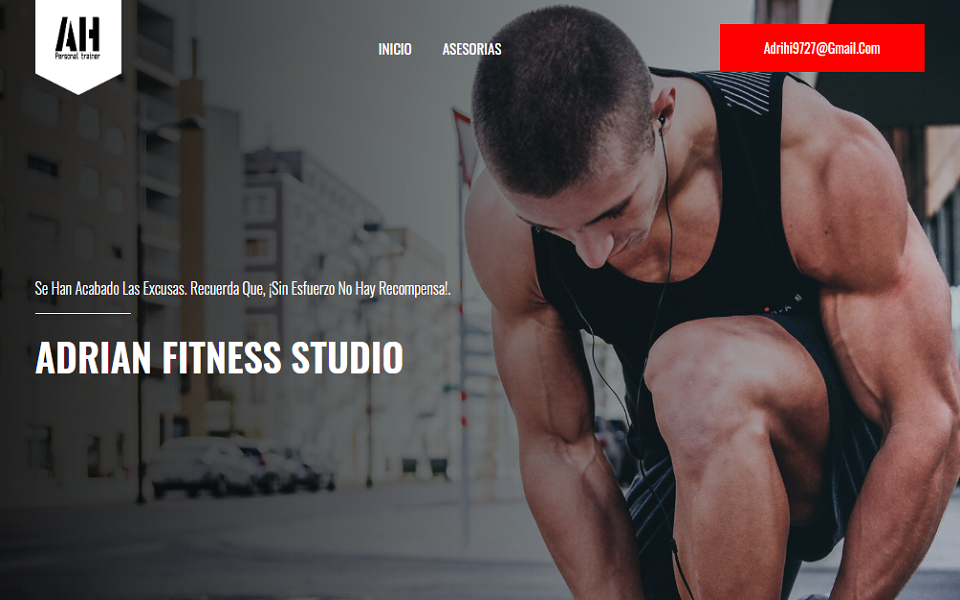 AH
Personal trainer
INICIO
ASESORIAS
Adrihi9727@Gmail.Com
Se Han Acabado Las Excusas. Recuerda Que, ¡Sin Esfuerzo No Hay Recompensa!.
ADRIAN FITNESS STUDIO